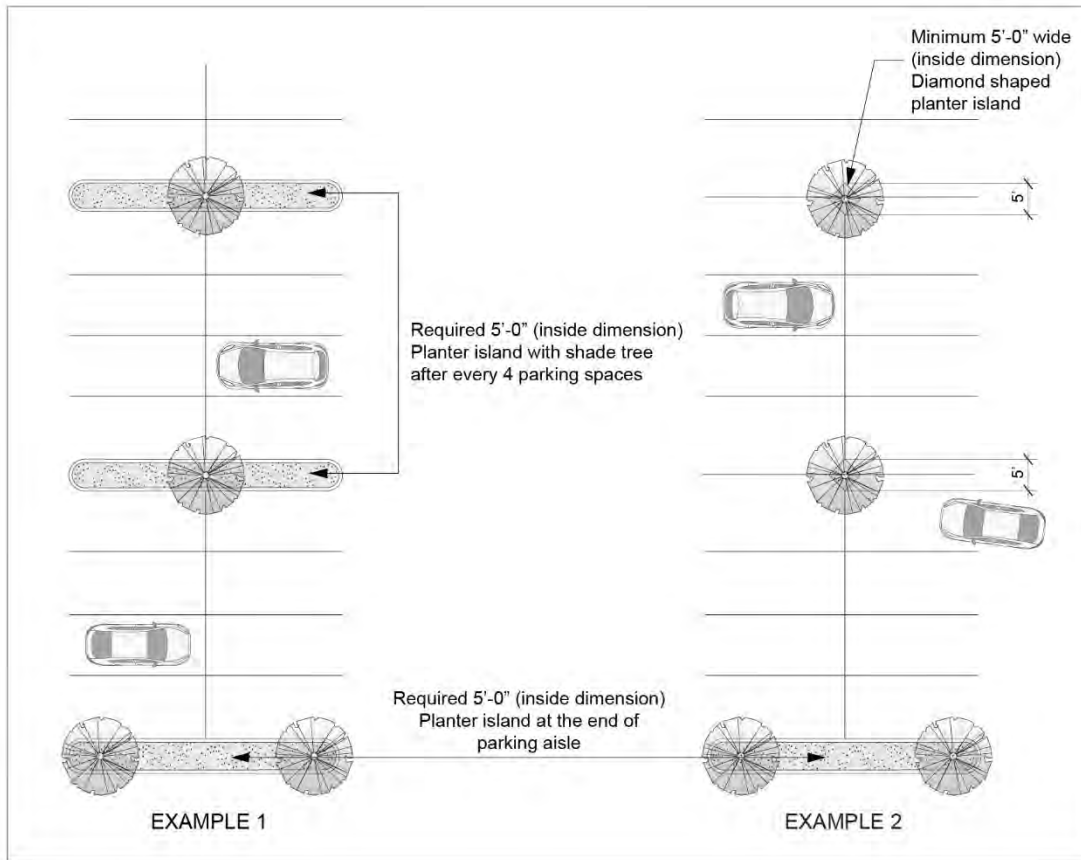 Minimum 5’-0” wide
(inside dimension)
Diamond shaped
planter island
5’
Required 5’-0” (inside dimension)
Planter island with shade tree
after every 4 parking spaces
5’
Required 5’-0” (inside dimension)
Planter island at the end of
parking aisle
EXAMPLE 1
EXAMPLE 2